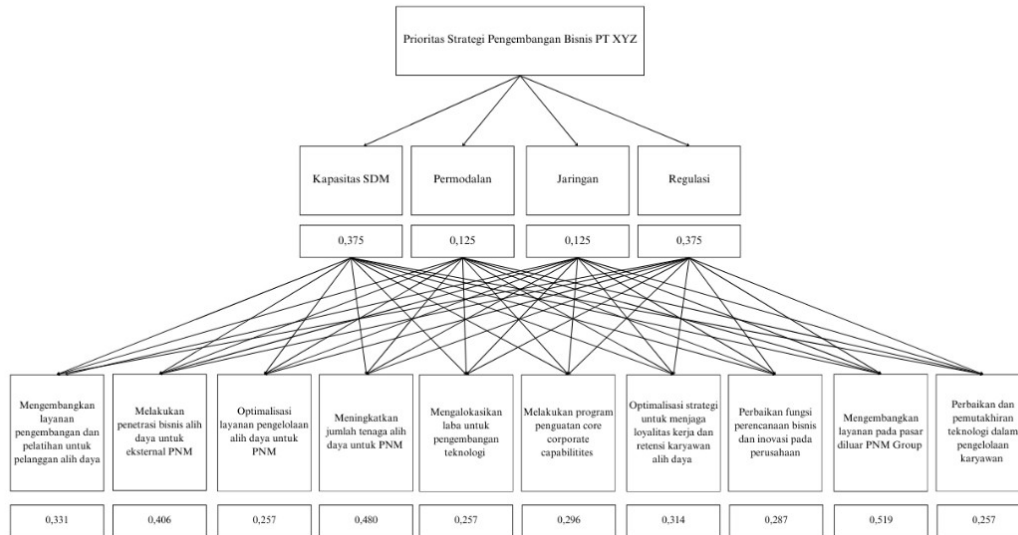 Prioritas Strategi Pengembangan Bisnis PT XYZ
Kapasitas SDM
Permodalan
Jaringan
Regulasi
0,375
0,125
0,125
0,375
Mengembangkan
layanan
pengembangan dan
pelatihan untuk
pelanggan alih daya
Melakukan
penetrasi bisnis alih
daya untuk
eksternal PNM
Optimalisasi
layanan pengelolaan
alih daya untuk
PNM
Meningkatkan
jumlah tenaga alih
daya untuk PNM
Mengalokasikan
laba untuk
pengembangan
teknologi
Melakukan program
penguatan core
corporate
capabilitites
Optimalisasi strategi
untuk menjaga
loyalitas kerja dan
retensi karyawan
alih daya
Perbaikan fungsi
perencanaan bisnis
dan inovasi pada
perusahaan
Mengembangkan
layanan pada pasar
diluar PNM Group
Perbaikan dan
pemutakhiran
teknologi dalam
pengelolaan
karyawan
0,331
0,406
0,257
0,480
0,257
0,296
0,314
0,287
0,519
0,257